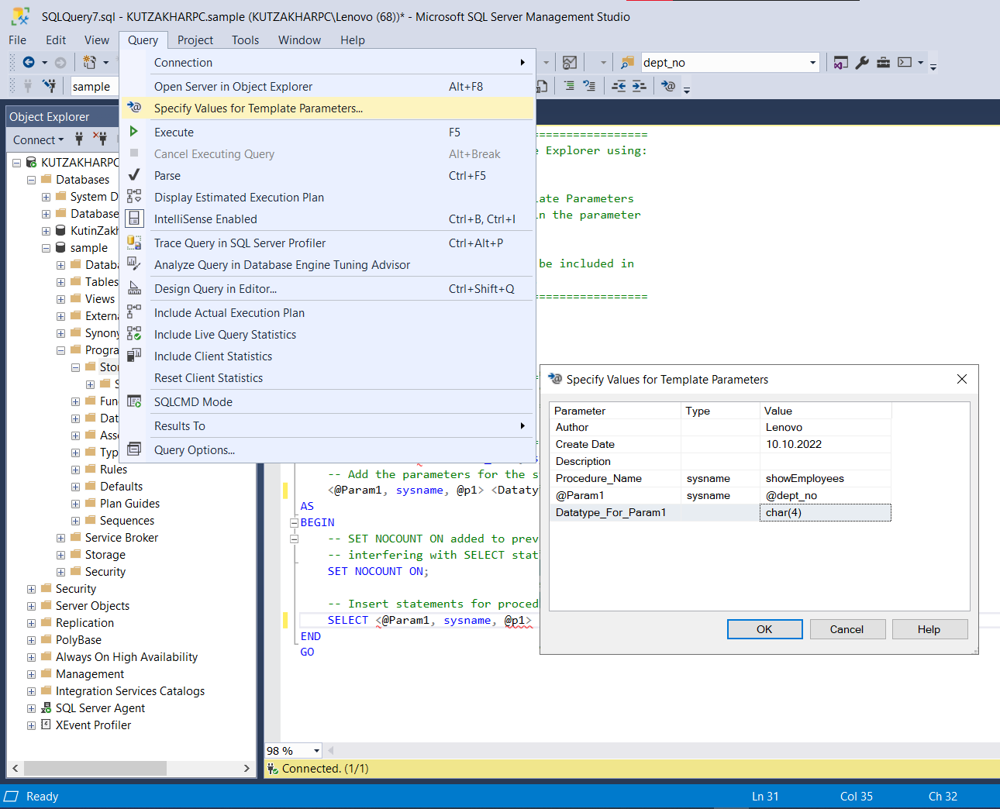 SQLQuery7.sql - KUTZAKHARPC.sample (KUTZAKHARPC\Lenovo (68))* - Microsoft SQL Server Management Studio
File Edit View Query Project Tools Window Help
dept_no
sample
Connection
Open Server in Object Explorer Alt+F8
Specify Values for Template Parameters...
Execute F5
Cancel Executing Query Alt+Break
Parse Ctrl+F5
Display Estimated Execution Plan
IntelliSense Enabled Ctrl+B, Ctrl+I
Trace Query in SQL Server Profiler Ctrl+Alt+P
Analyze Query in Database Engine Tuning Advisor
Design Query in Editor... Ctrl+Shift+Q
Include Actual Execution Plan
Include Live Query Statistics
Include Client Statistics
Reset Client Statistics
SQLCMD Mode
Results To
Query Options...
Object Explorer
Connect
KUTZAKHARPC
Databases
System D
Database
KutinZakh
sample
Databa
Tables
Views
Externa
Synony
Progra
Sto
S
Fun
Dat
Asse
Typ
Rules
Defaults
Plan Guides
Sequences
Service Broker
Storage
Security
Security
Server Objects
Replication
PolyBase
Always On High Availability
Management
Integration Services Catalogs
SQL Server Agent
XEvent Profiler
================
e Explorer using:
ate Parameters
n the parameter
be included in
================
-- Add the parameters for the s
<@Param1, sysname, @p1> <Dataty
AS
BEGIN
-- SET NOCOUNT ON added to prev
-- interfering with SELECT stat
SET NOCOUNT ON;
-- Insert statements for proced
SELECT <@Param1, sysname, @p1>
END
GO
Specify Values for Template Parameters
Parameter Type Value
Author Lenovo
Create Date 10.10.2022
Description
Procedure_Name sysname showEmployees
@Param1 sysname @dept_no
Datatype_For_Param1 char(4)
OK Cancel Help
98 %
Connected. (1/1)
Ready Ln 31 Col 35 Ch 32